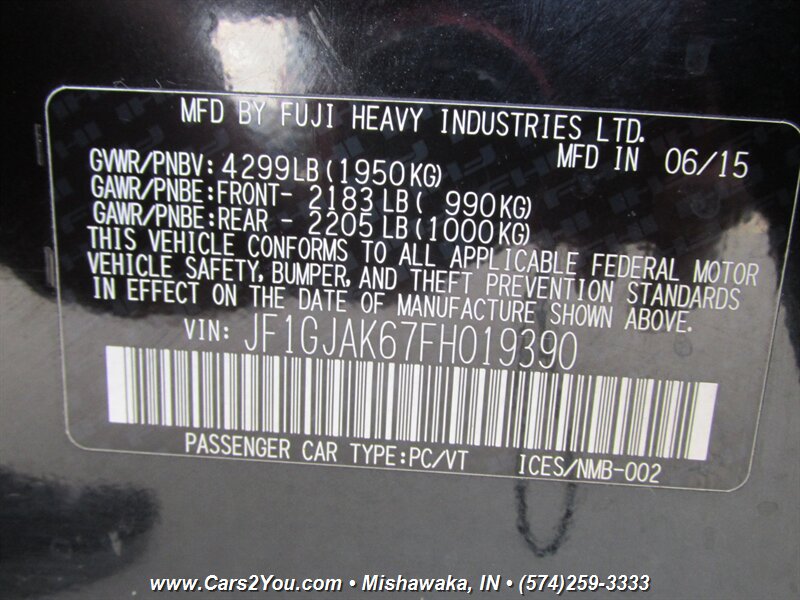 MFD BY FUJI HEAVY INDUSTRIES LTD.
MFD IN 06/15
GVWR/PNBV: 4299LB(1950KG)
GAWR/PNBE:FRONT- 2183LB( 990KG)
GAWR/PNBE:REAR - 2205LB(1000KG)
THIS VEHICLE CONFORMS TO ALL APPLICABLE FEDERAL MOTOR
VEHICLE SAFETY, BUMPER, AND THEFT PREVENTION STANDARDS
IN EFFECT ON THE DATE OF MANUFACTURE SHOWN ABOVE.
VIN: JF1GJAK67FH019390
PASSENGER CAR TYPE:PC/VT ICES/NMB-002
www.Cars2You.com • Mishawaka, IN • (574)259-3333